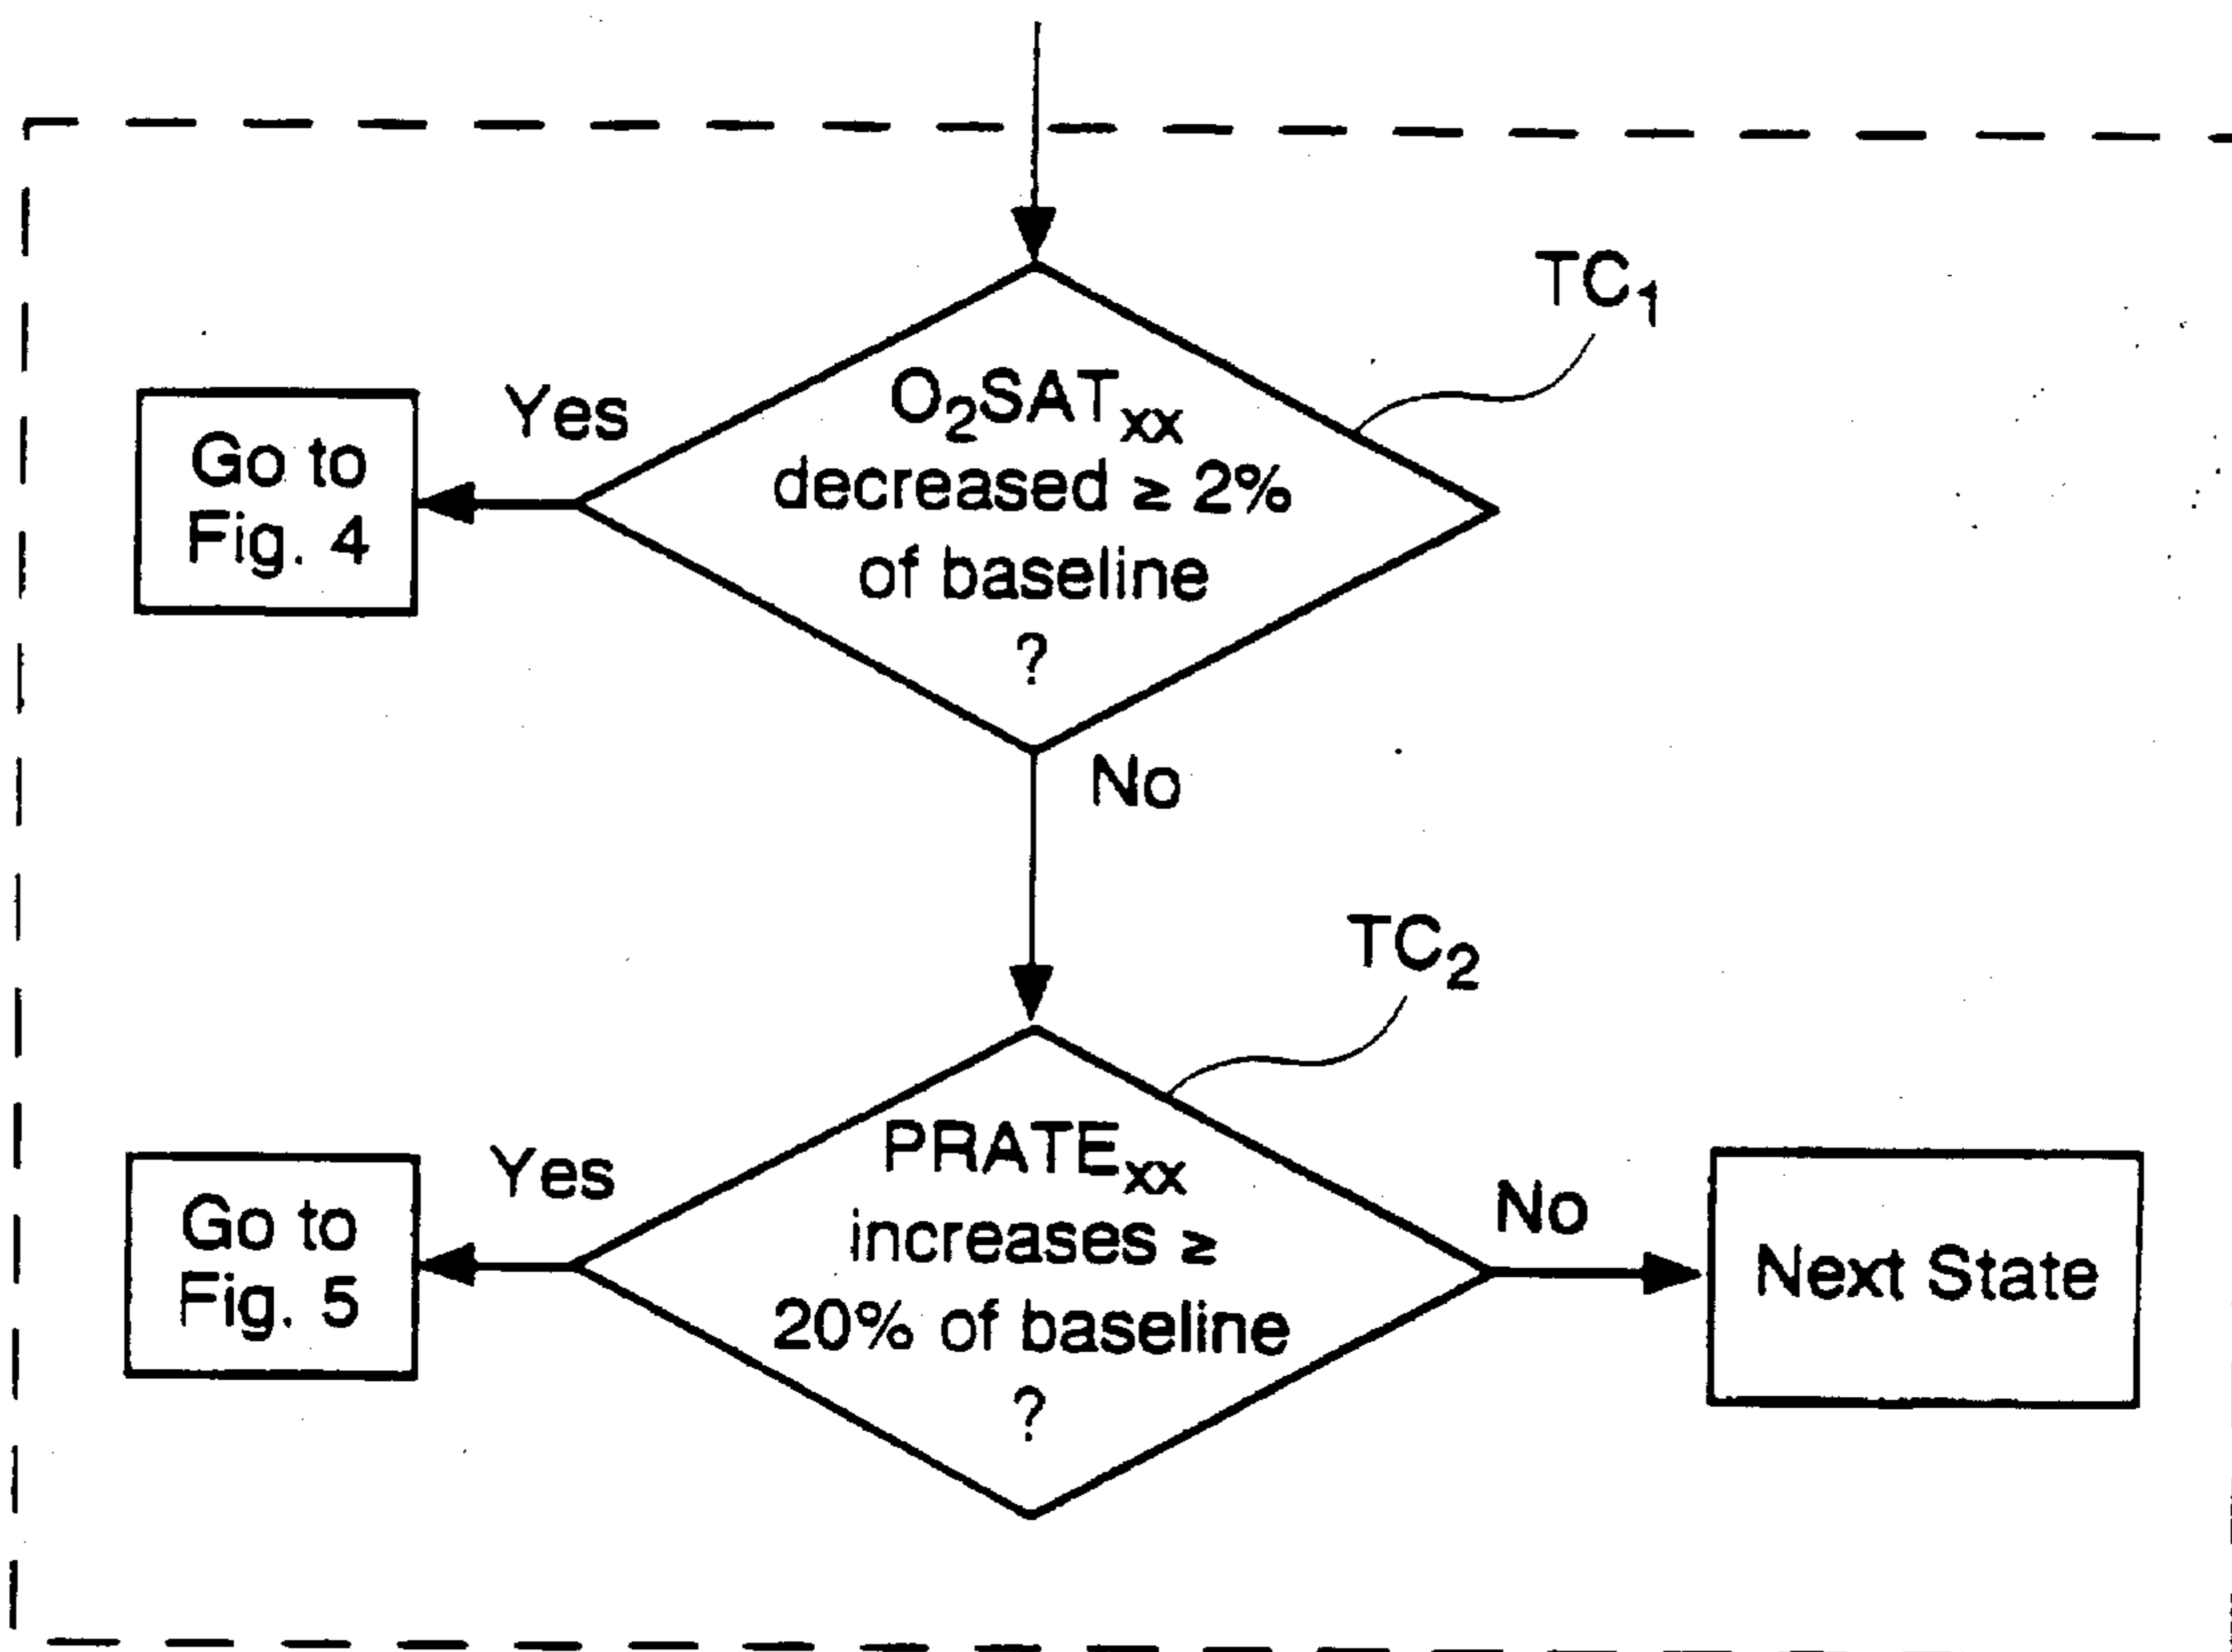 TC₁
O₂SATxx
decreased ≥ 2%
of baseline
?
Yes
Go to
Fig. 4
No
TC₂
PRATExx
increases ≥
20% of baseline
?
Yes
Go to
Fig. 5
No
Next State